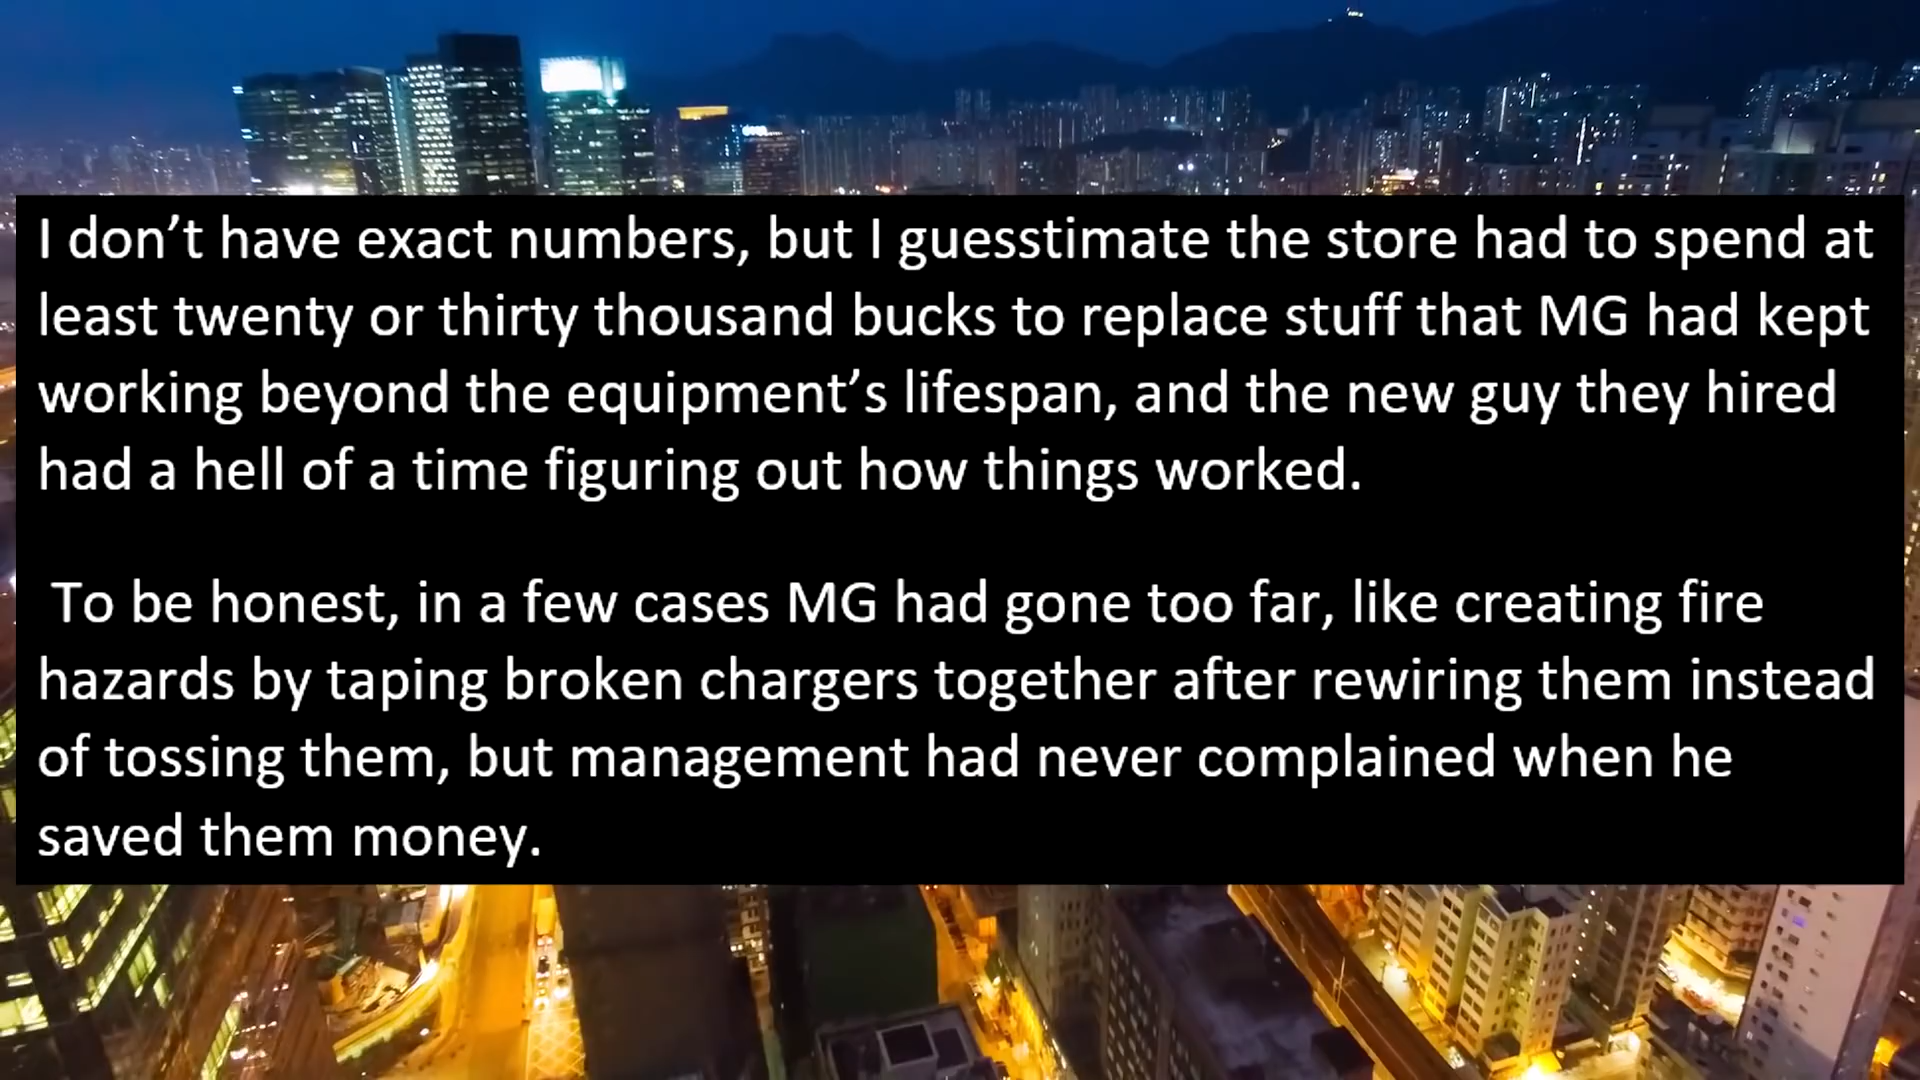 I don’t have exact numbers, but I guesstimate the store had to spend at
least twenty or thirty thousand bucks to replace stuff that MG had kept
working beyond the equipment’s lifespan, and the new guy they hired
had a hell of a time figuring out how things worked.
To be honest, in a few cases MG had gone too far, like creating fire
hazards by taping broken chargers together after rewiring them instead
of tossing them, but management had never complained when he
saved them money.